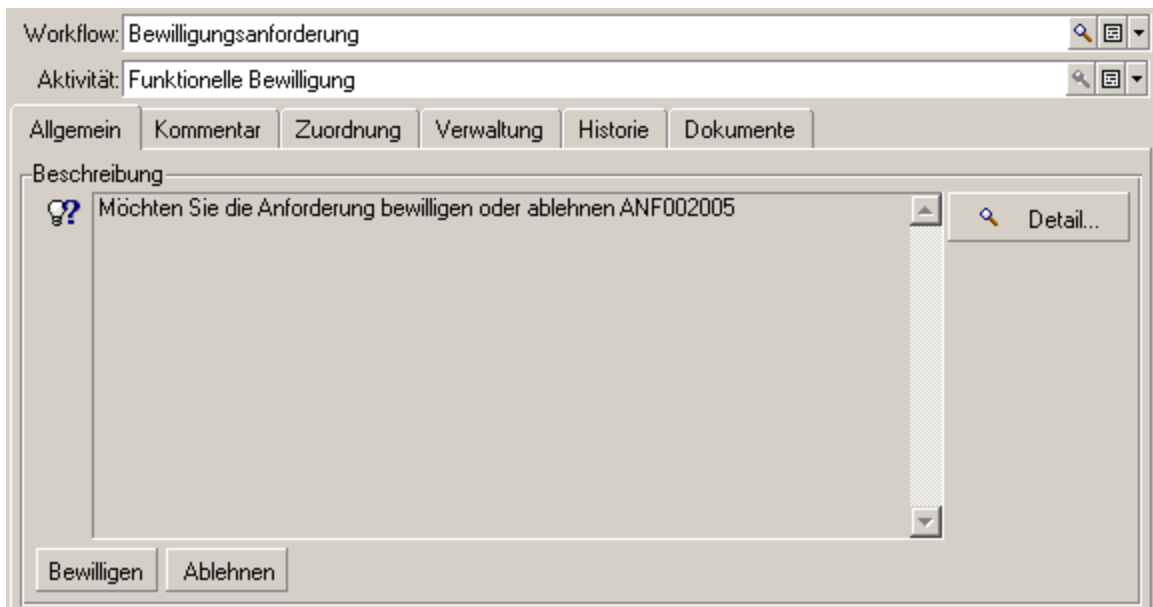 Workflow: Bewilligungsanforderung
Aktivität: Funktionelle Bewilligung
Allgemein Kommentar Zuordnung Verwaltung Historie Dokumente
Beschreibung
Möchten Sie die Anforderung bewilligen oder ablehnen ANF002005
Detail...
Bewilligen Ablehnen